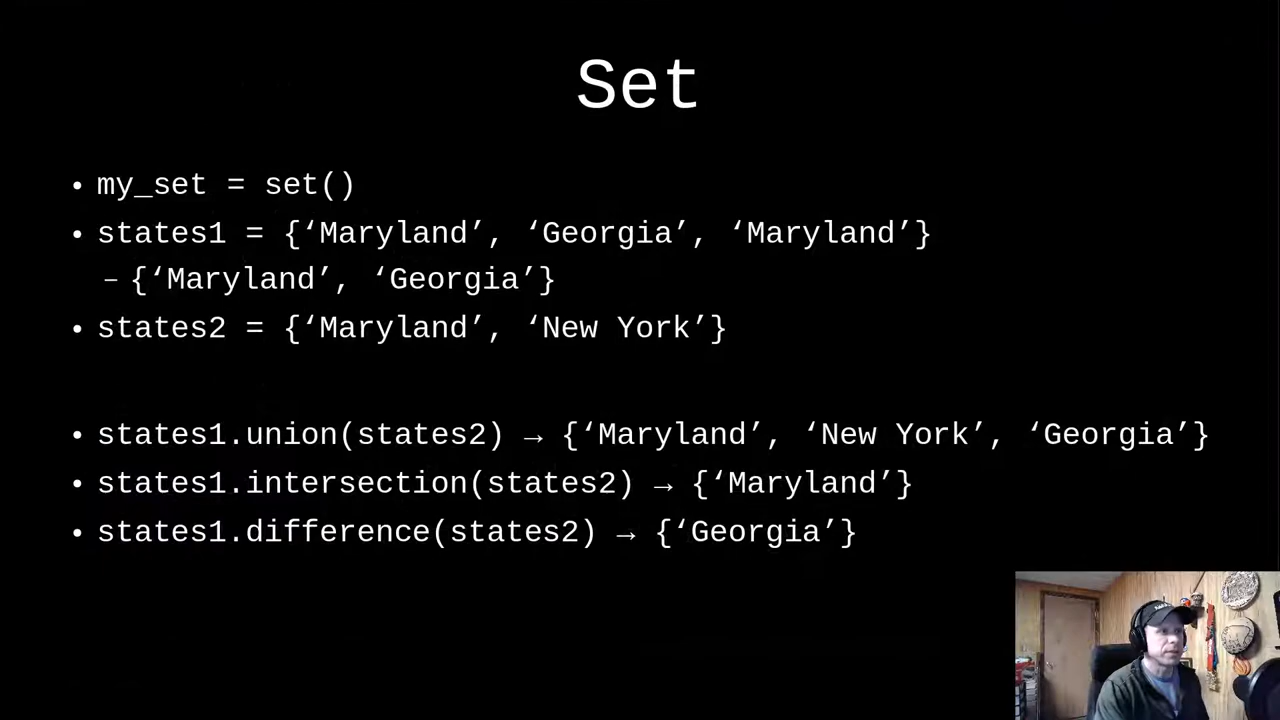 Set
• my_set = set()
• states1 = {‘Maryland’, ‘Georgia’, ‘Maryland’}
– {‘Maryland’, ‘Georgia’}
• states2 = {‘Maryland’, ‘New York’}
• states1.union(states2) → {‘Maryland’, ‘New York’, ‘Georgia’}
• states1.intersection(states2) → {‘Maryland’}
• states1.difference(states2) → {‘Georgia’}